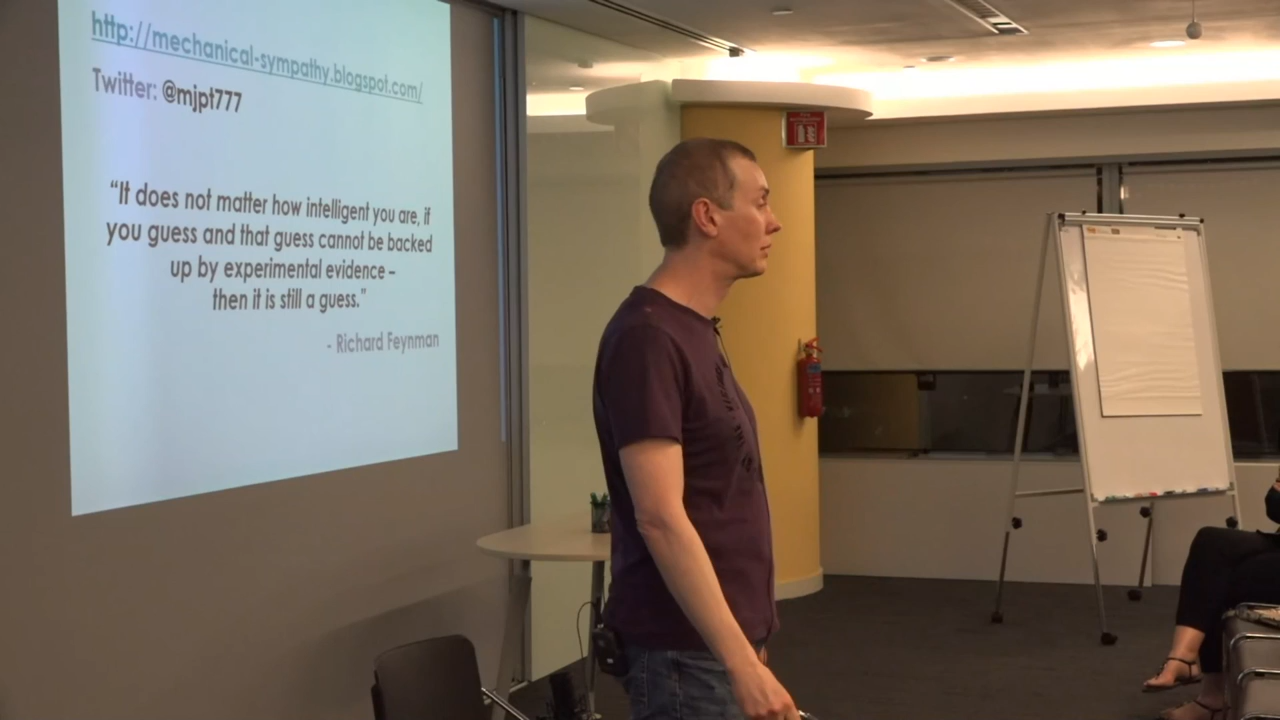 http://mechanical-sympathy.blogspot.com/
Twitter: @mjpt777
“It does not matter how intelligent you are, if
you guess and that guess cannot be backed
up by experimental evidence –
then it is still a guess.”
- Richard Feynman